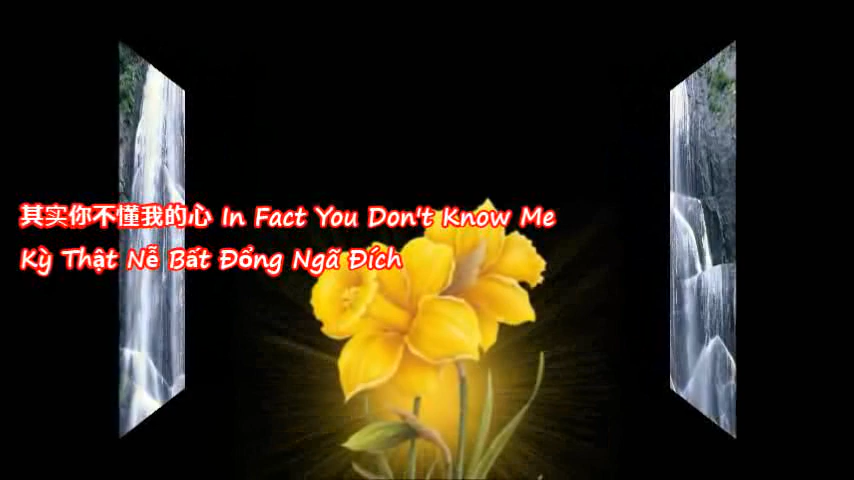 其实你不懂我的心 In Fact You Don't Know Me
Kỳ Thật Nễ Bất Đổng Ngã Đích